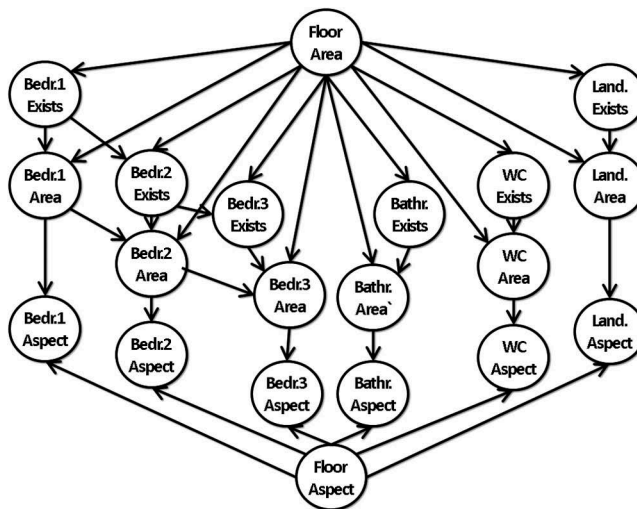 Floor
Area
Bedr.1
Exists
Land.
Exists
Bedr.1
Area
Bedr.2
Exists
Bedr.3
Exists
Bathr.
Exists
WC
Exists
Land.
Area
Bedr.2
Area
Bedr.3
Area
Bathr.
Area`
WC
Area
Bedr.1
Aspect
Bedr.2
Aspect
Bedr.3
Aspect
Bathr.
Aspect
WC
Aspect
Land.
Aspect
Floor
Aspect